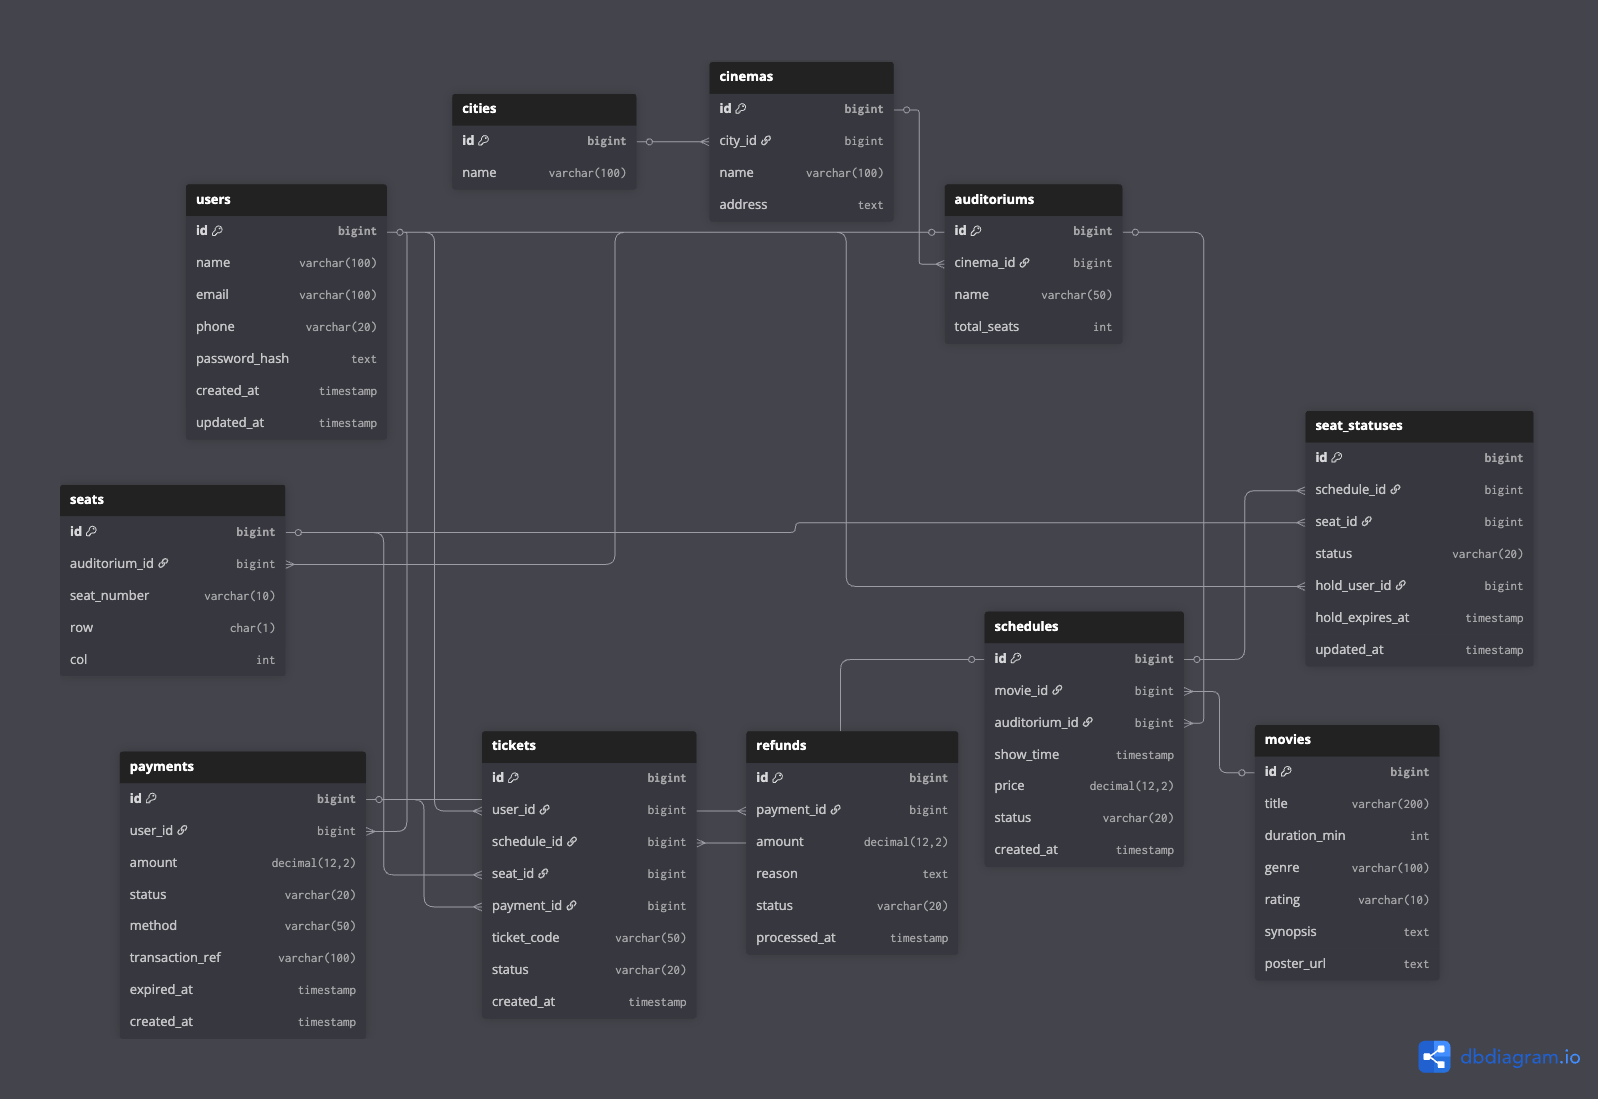 cinemas
id bigint
city_id bigint
name varchar(100)
address text
cities
id bigint
name varchar(100)
users
id bigint
name varchar(100)
email varchar(100)
phone varchar(20)
password_hash text
created_at timestamp
updated_at timestamp
auditoriums
id bigint
cinema_id bigint
name varchar(50)
total_seats int
seat_statuses
id bigint
schedule_id bigint
seat_id bigint
status varchar(20)
hold_user_id bigint
hold_expires_at timestamp
updated_at timestamp
seats
id bigint
auditorium_id bigint
seat_number varchar(10)
row char(1)
col int
schedules
id bigint
movie_id bigint
auditorium_id bigint
show_time timestamp
price decimal(12,2)
status varchar(20)
created_at timestamp
movies
id bigint
title varchar(200)
duration_min int
genre varchar(100)
rating varchar(10)
synopsis text
poster_url text
payments
id bigint
user_id bigint
amount decimal(12,2)
status varchar(20)
method varchar(50)
transaction_ref varchar(100)
expired_at timestamp
created_at timestamp
tickets
id bigint
user_id bigint
schedule_id bigint
seat_id bigint
payment_id bigint
ticket_code varchar(50)
status varchar(20)
created_at timestamp
refunds
id bigint
payment_id bigint
amount decimal(12,2)
reason text
status varchar(20)
processed_at timestamp
dbdiagram.io